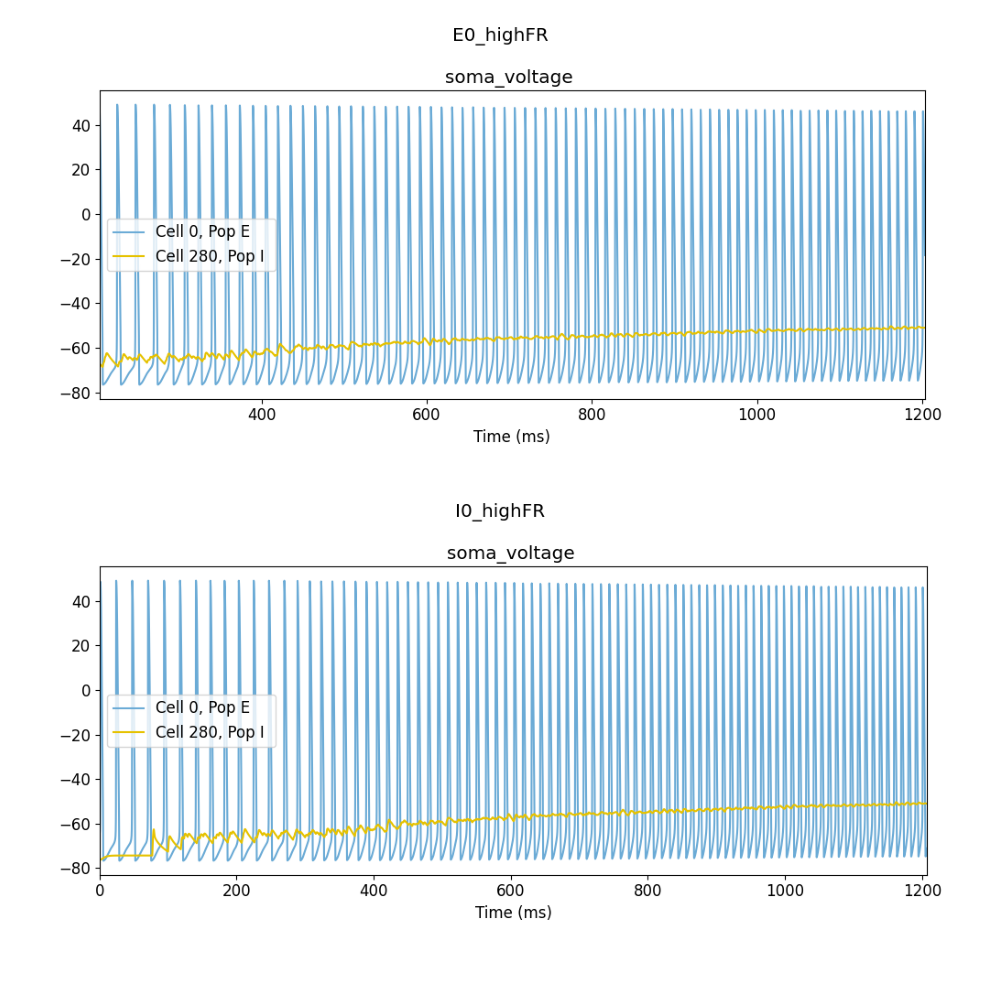 E0_highFR
soma_voltage
40
20
0
−20
−40
−60
−80
Cell 0, Pop E
Cell 280, Pop I
400 600 800 1000 1200
Time (ms)
I0_highFR
soma_voltage
40
20
0
−20
−40
−60
−80
Cell 0, Pop E
Cell 280, Pop I
0 200 400 600 800 1000 1200
Time (ms)